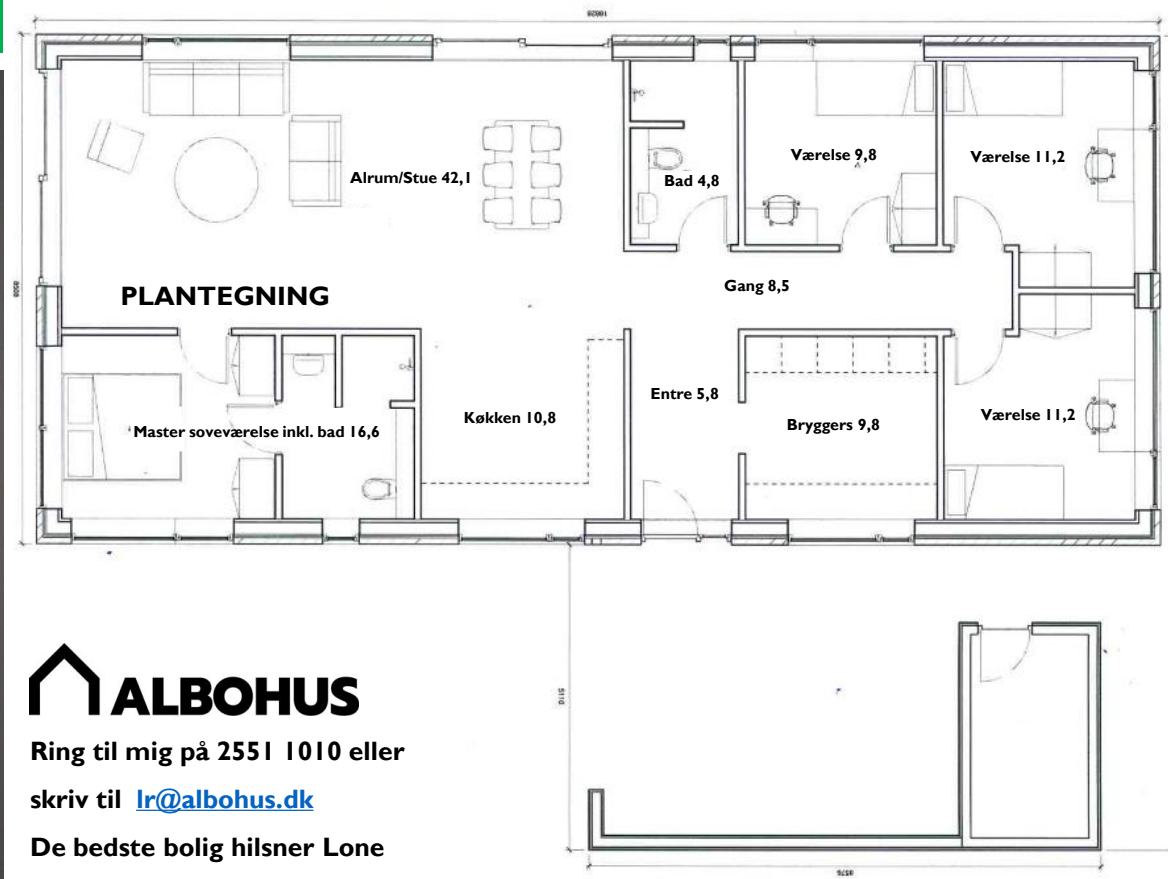 Værelse 9,8
Værelse 11,2
Alrum/Stue 42,1
Bad 4,8
Gang 8,5
PLANTEGNING
Entre 5,8
Køkken 10,8
Værelse 11,2
Bryggers 9,8
Master soveværelse inkl. bad 16,6
5110
8576
ALBOHUS
Ring til mig på 2551 1010 eller
skriv til lr@albohus.dk
De bedste bolig hilsner Lone